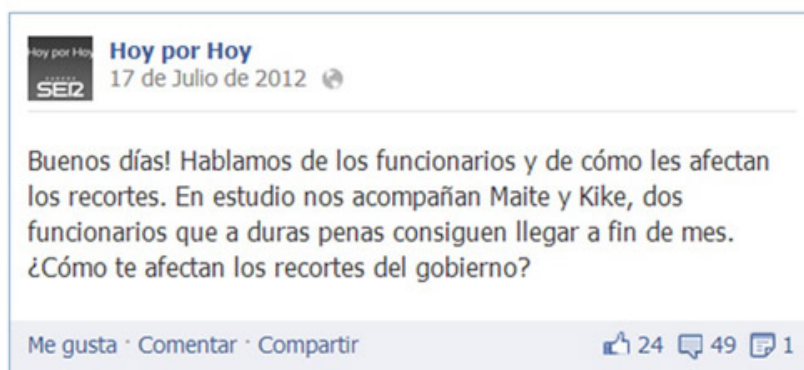 Hoy por Hoy
SER
Hoy por Hoy
17 de Julio de 2012
Buenos días! Hablamos de los funcionarios y de cómo les afectan
los recortes. En estudio nos acompañan Maite y Kike, dos
funcionarios que a duras penas consiguen llegar a fin de mes.
¿Cómo te afectan los recortes del gobierno?
Me gusta · Comentar · Compartir 24 49 1